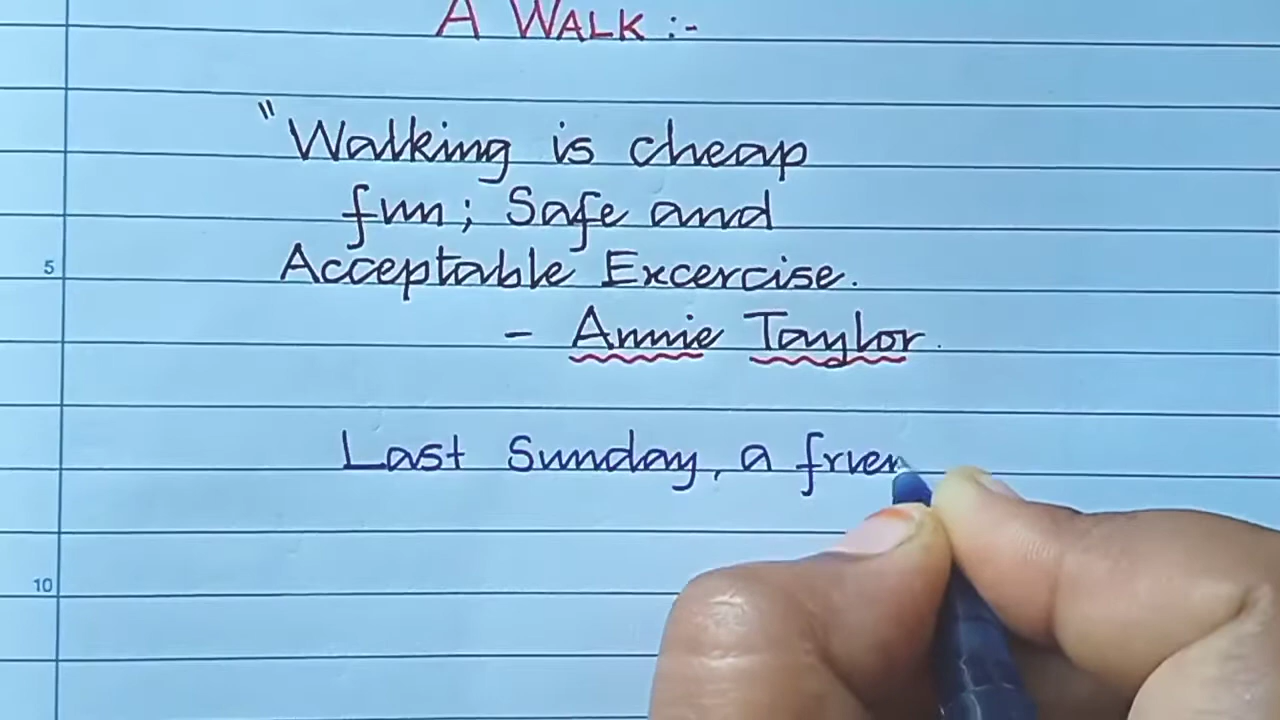 A WALK :-
"Walking is cheap
fun; Safe and
5 Acceptable Excercise.
- Annie Taylor.
Last Sunday, a frien
10